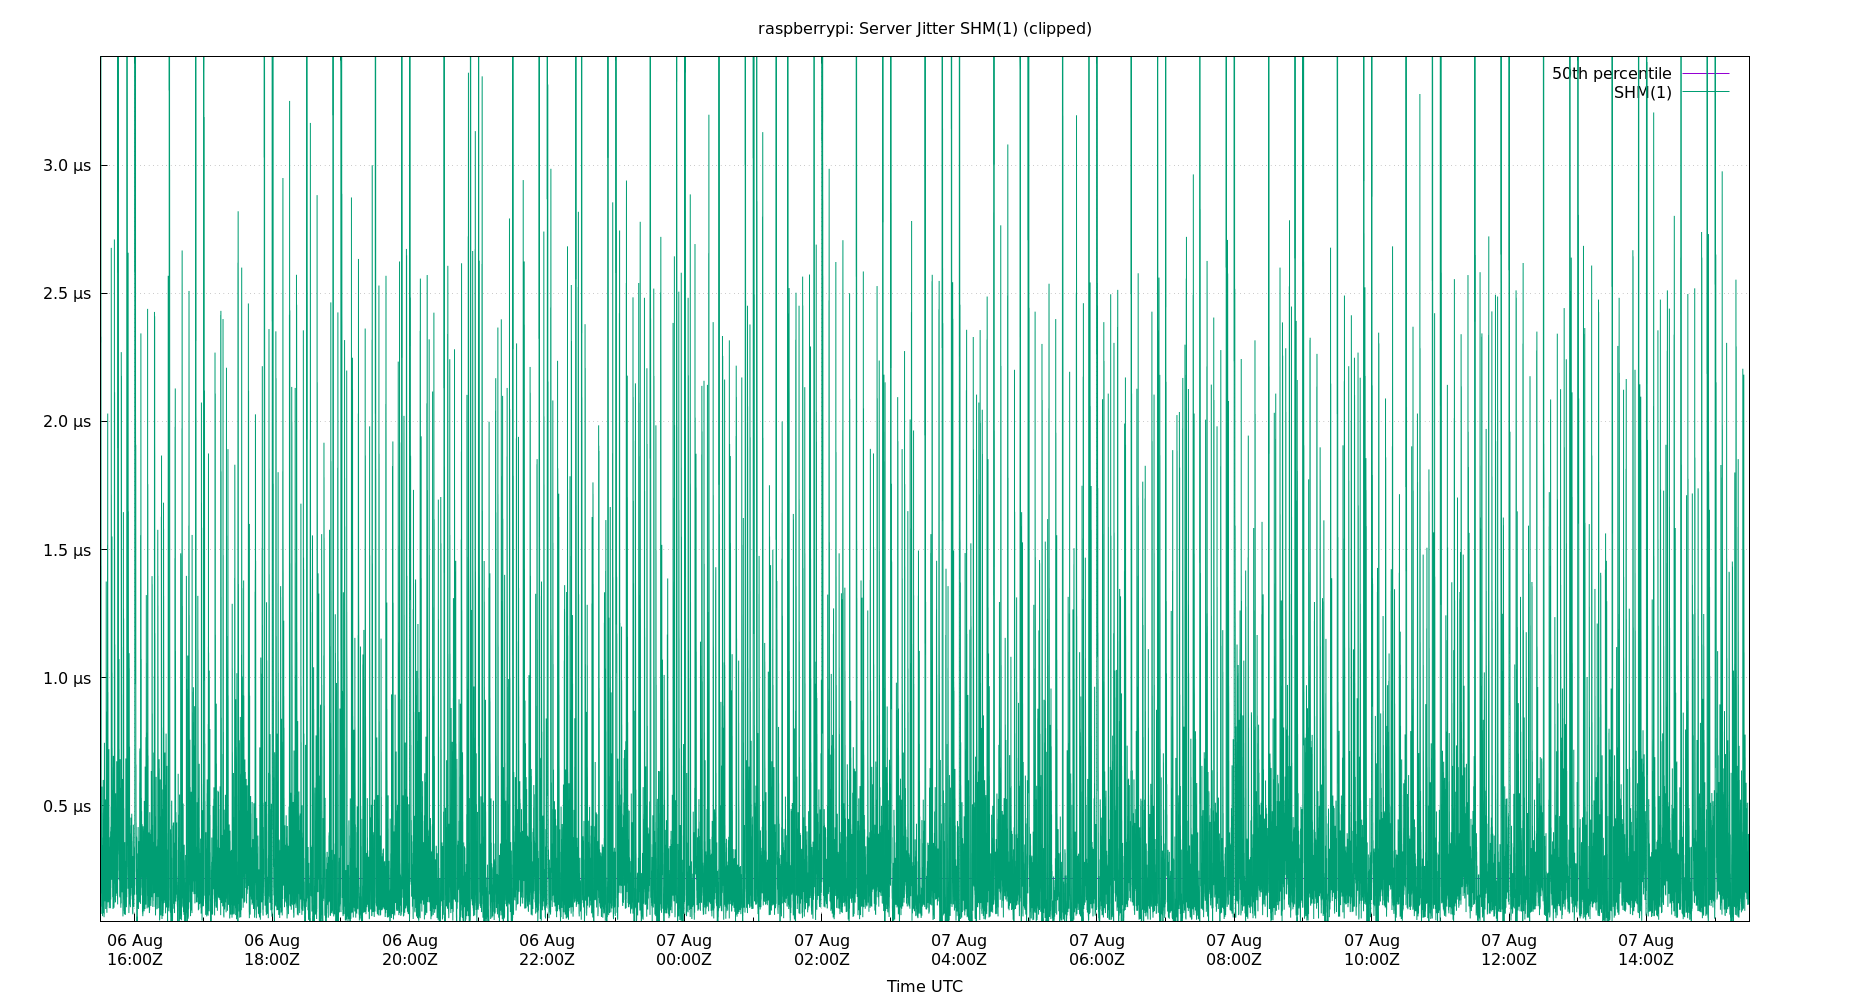 raspberrypi: Server Jitter SHM(1) (clipped)
50th percentile
SHM(1)
3.0 µs
2.5 µs
2.0 µs
1.5 µs
1.0 µs
0.5 µs
06 Aug 06 Aug 06 Aug 06 Aug 07 Aug 07 Aug 07 Aug 07 Aug 07 Aug 07 Aug 07 Aug 07 Aug
16:00Z 18:00Z 20:00Z 22:00Z 00:00Z 02:00Z 04:00Z 06:00Z 08:00Z 10:00Z 12:00Z 14:00Z
Time UTC